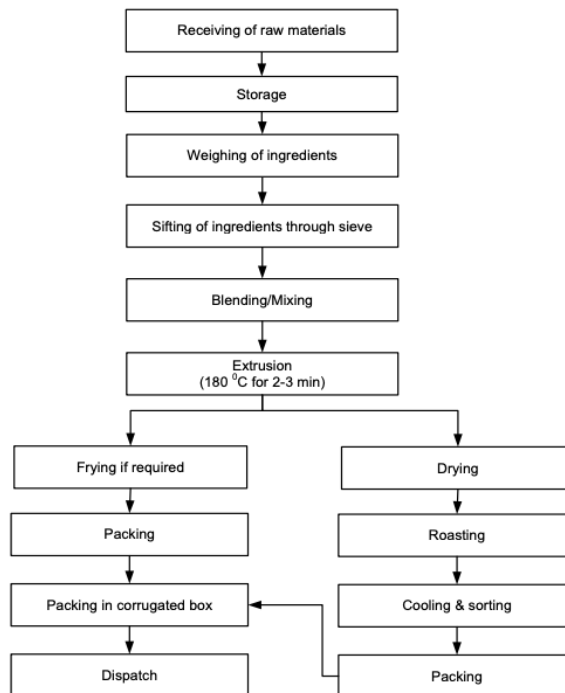 Receiving of raw materials
Storage
Weighing of ingredients
Sifting of ingredients through sieve
Blending/Mixing
Extrusion
(180 ⁰C for 2-3 min)
Frying if required
Packing
Packing in corrugated box
Dispatch
Drying
Roasting
Cooling & sorting
Packing